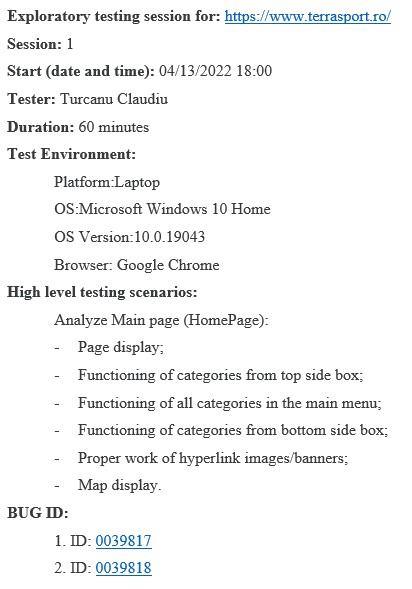 Exploratory testing session for: https://www.terrasport.ro/
Session: 1
Start (date and time): 04/13/2022 18:00
Tester: Turcanu Claudiu
Duration: 60 minutes
Test Environment:
Platform:Laptop
OS:Microsoft Windows 10 Home
OS Version:10.0.19043
Browser: Google Chrome
High level testing scenarios:
Analyze Main page (HomePage):
- Page display;
- Functioning of categories from top side box;
- Functioning of all categories in the main menu;
- Functioning of categories from bottom side box;
- Proper work of hyperlink images/banners;
- Map display.
BUG ID:
1. ID: 0039817
2. ID: 0039818